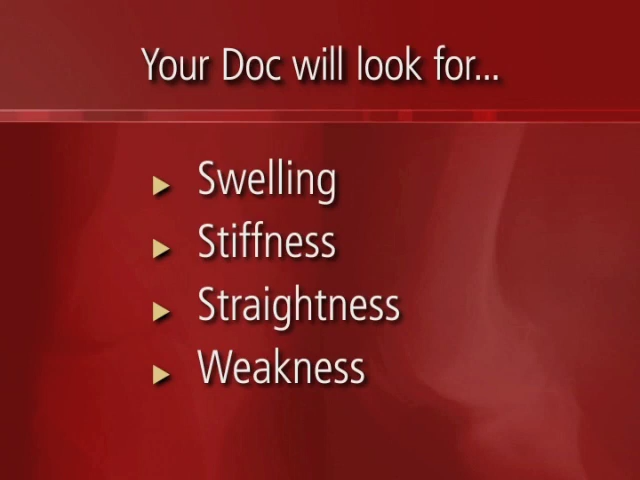 Your Doc will look for...
Swelling
Stiffness
Straightness
Weakness